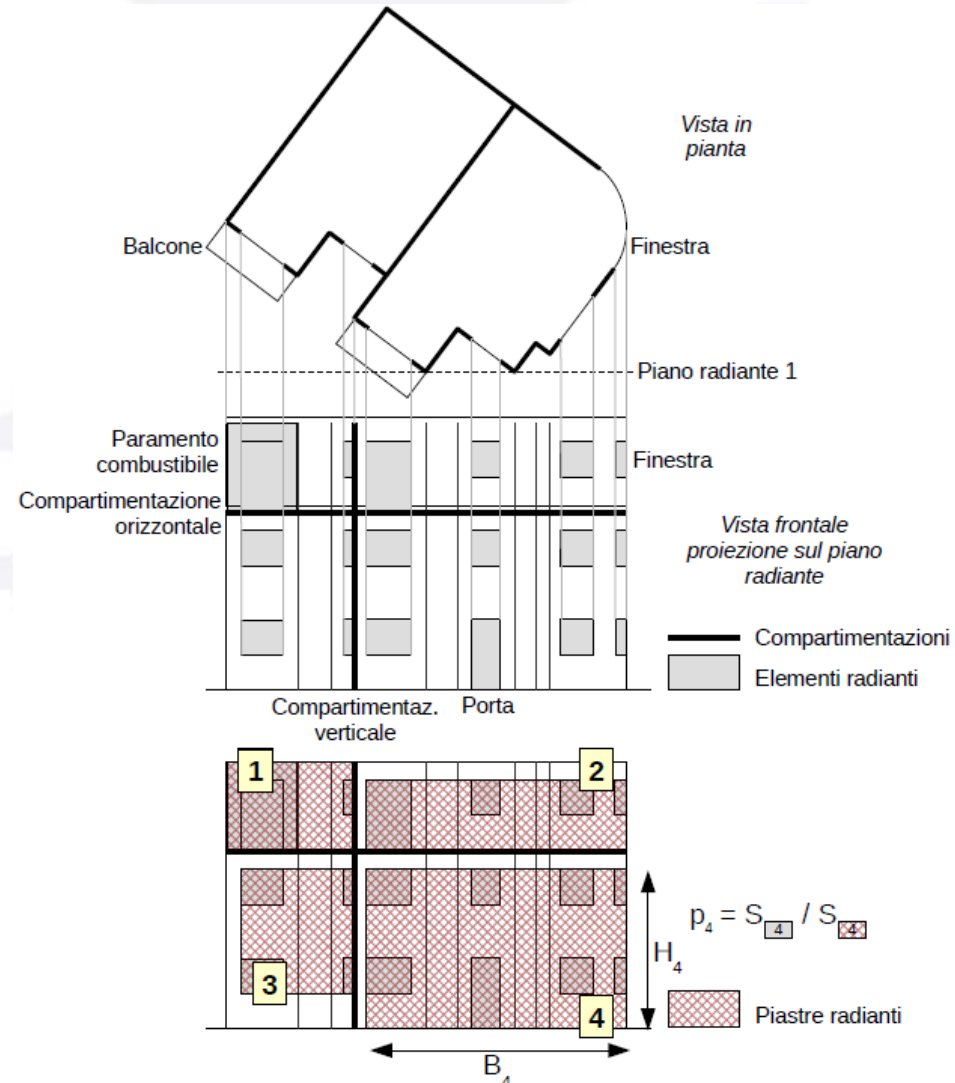 Vista in
pianta
Balcone
Finestra
Piano radiante 1
Paramento
combustibile
Finestra
Compartimentazione
orizzontale
Vista frontale
proiezione sul piano
radiante
Compartimentazioni
Elementi radianti
Compartimentaz.
verticale
Porta
1
2
p4 = S4 / S4
H4
3
4
Piastre radianti
B4